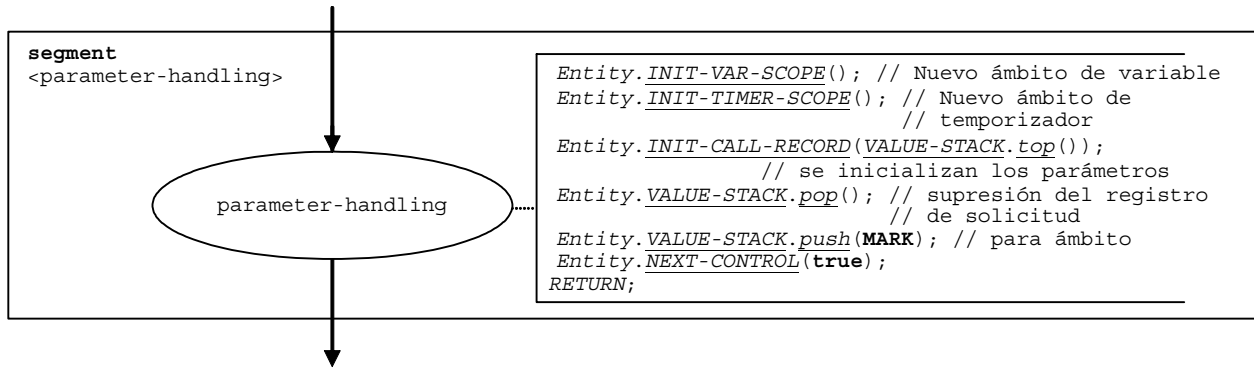 segment
<parameter-handling>
parameter-handling
Entity.INIT-VAR-SCOPE(); // Nuevo ámbito de variable
Entity.INIT-TIMER-SCOPE(); // Nuevo ámbito de
// temporizador
Entity.INIT-CALL-RECORD(VALUE-STACK.top());
// se inicializan los parámetros
Entity.VALUE-STACK.pop(); // supresión del registro
// de solicitud
Entity.VALUE-STACK.push(MARK); // para ámbito
Entity.NEXT-CONTROL(true);
RETURN;